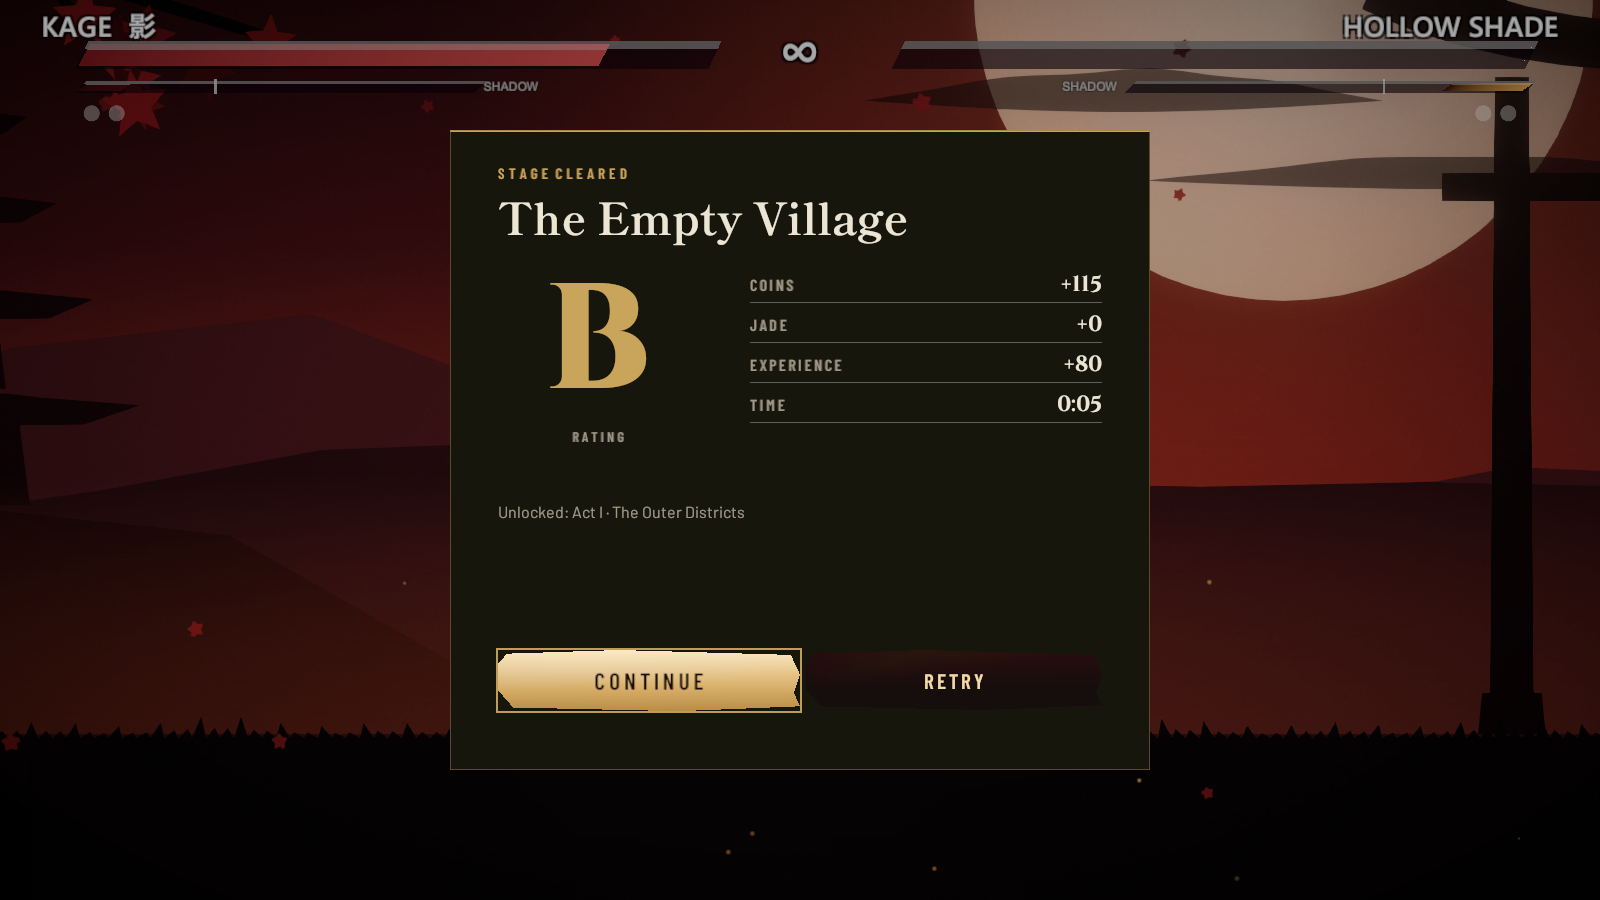 KAGE 影
HOLLOW SHADE
∞
SHADOW
SHADOW
STAGE CLEARED
The Empty Village
B
RATING
COINS +115
JADE +0
EXPERIENCE +80
TIME 0:05
Unlocked: Act I · The Outer Districts
CONTINUE
RETRY